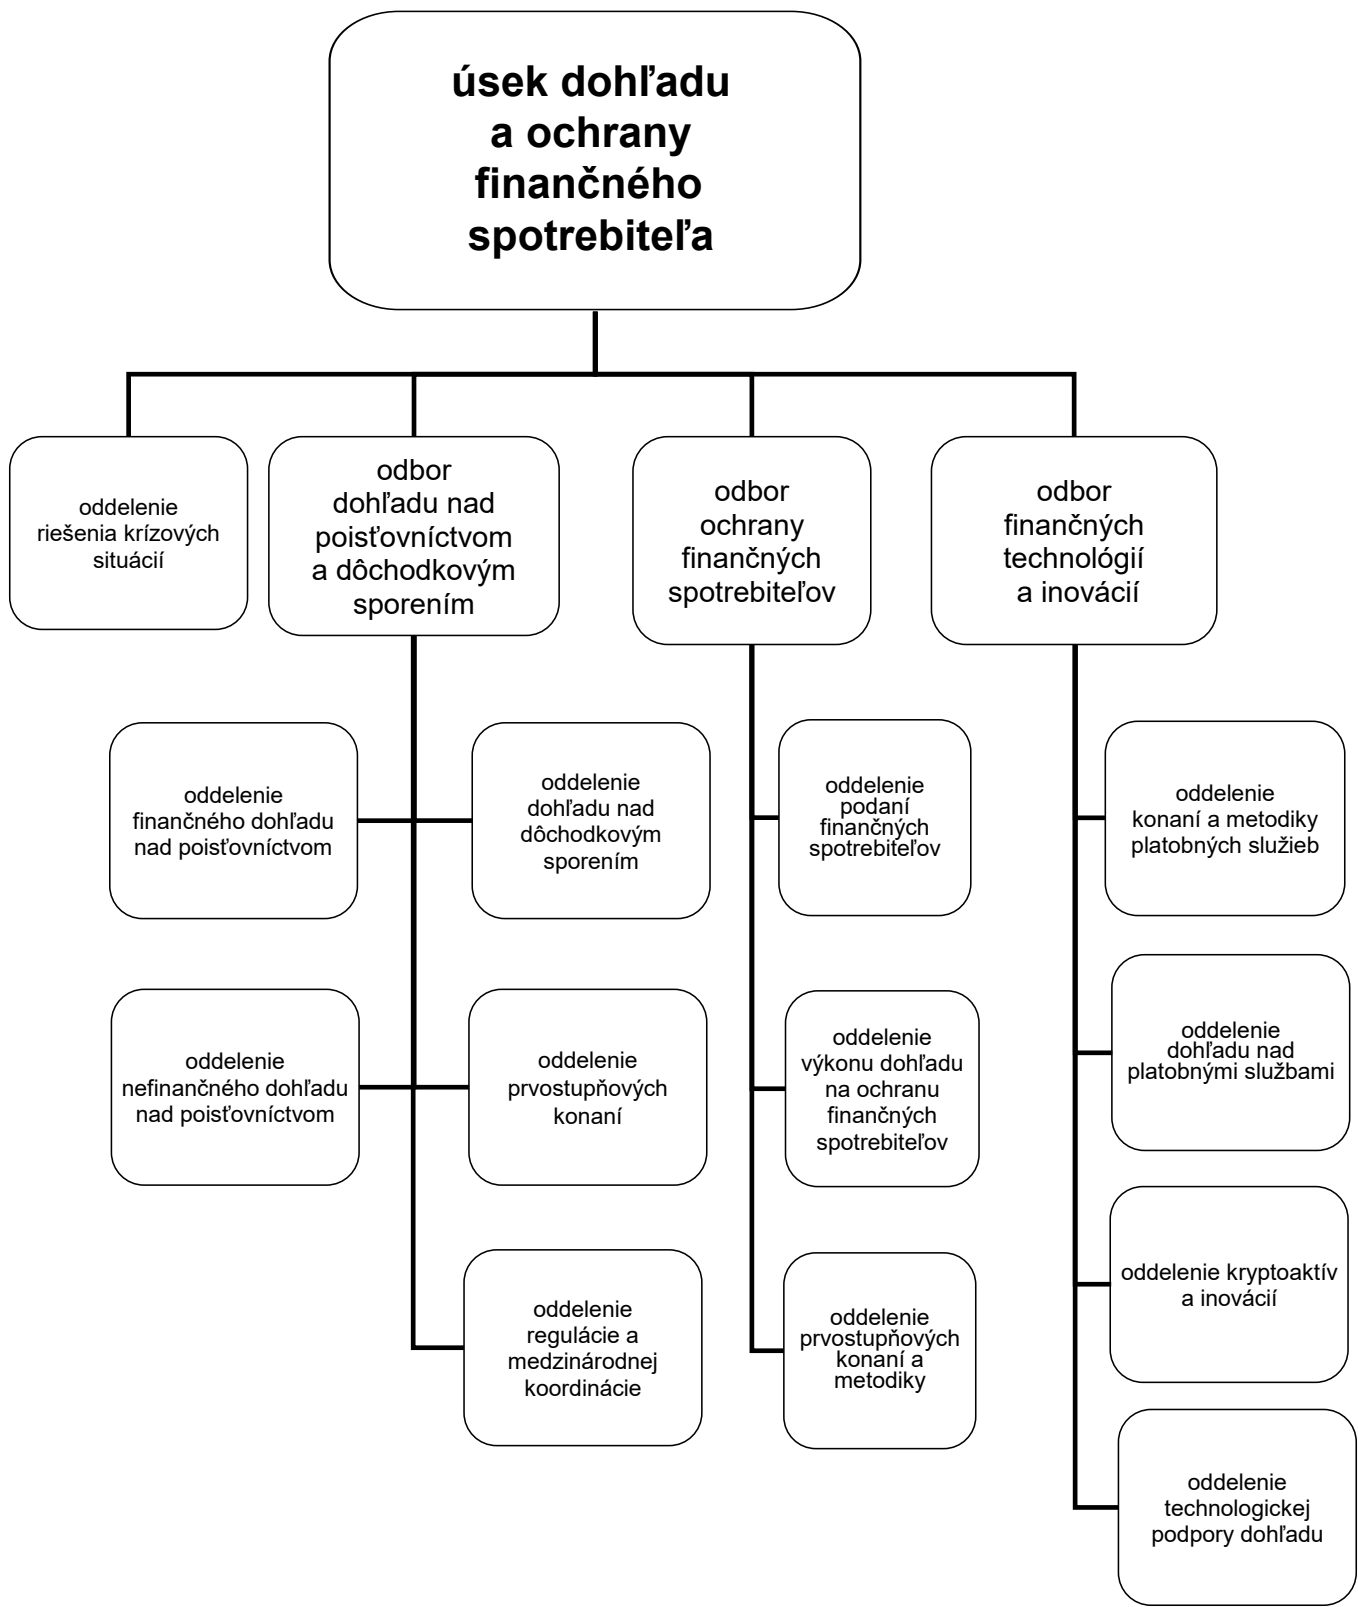 úsek dohľadu
a ochrany
finančného
spotrebiteľa
oddelenie
riešenia krízových
situácií
odbor
dohľadu nad
poisťovníctvom
a dôchodkovým
sporením
odbor
ochrany
finančných
spotrebiteľov
odbor
finančných
technológií
a inovácií
oddelenie
finančného dohľadu
nad poisťovníctvom
oddelenie
dohľadu nad
dôchodkovým
sporením
oddelenie
podaní
finančných
spotrebiteľov
oddelenie
konaní a metodiky
platobných služieb
oddelenie
nefinančného dohľadu
nad poisťovníctvom
oddelenie
prvostupňových
konaní
oddelenie
výkonu dohľadu
na ochranu
finančných
spotrebiteľov
oddelenie
dohľadu nad
platobnými službami
oddelenie
regulácie a
medzinárodnej
koordinácie
oddelenie
prvostupňových
konaní a
metodiky
oddelenie kryptoaktív
a inovácií
oddelenie
technologickej
podpory dohľadu